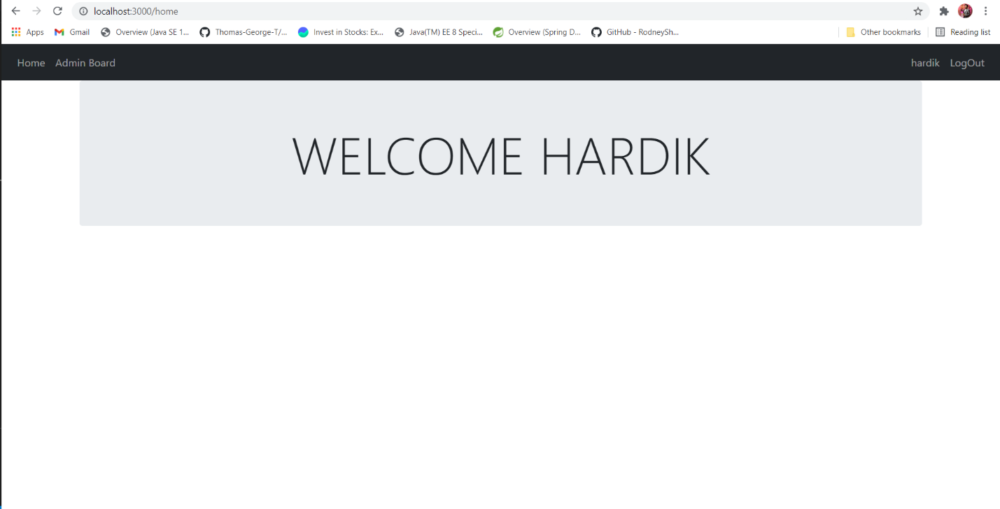 localhost:3000/home
Apps Gmail Overview (Java SE 1... Thomas-George-T/... Invest in Stocks: Ex... Java(TM) EE 8 Speci... Overview (Spring D... GitHub - RodneySh... Other bookmarks Reading list
Home Admin Board hardik LogOut
WELCOME HARDIK